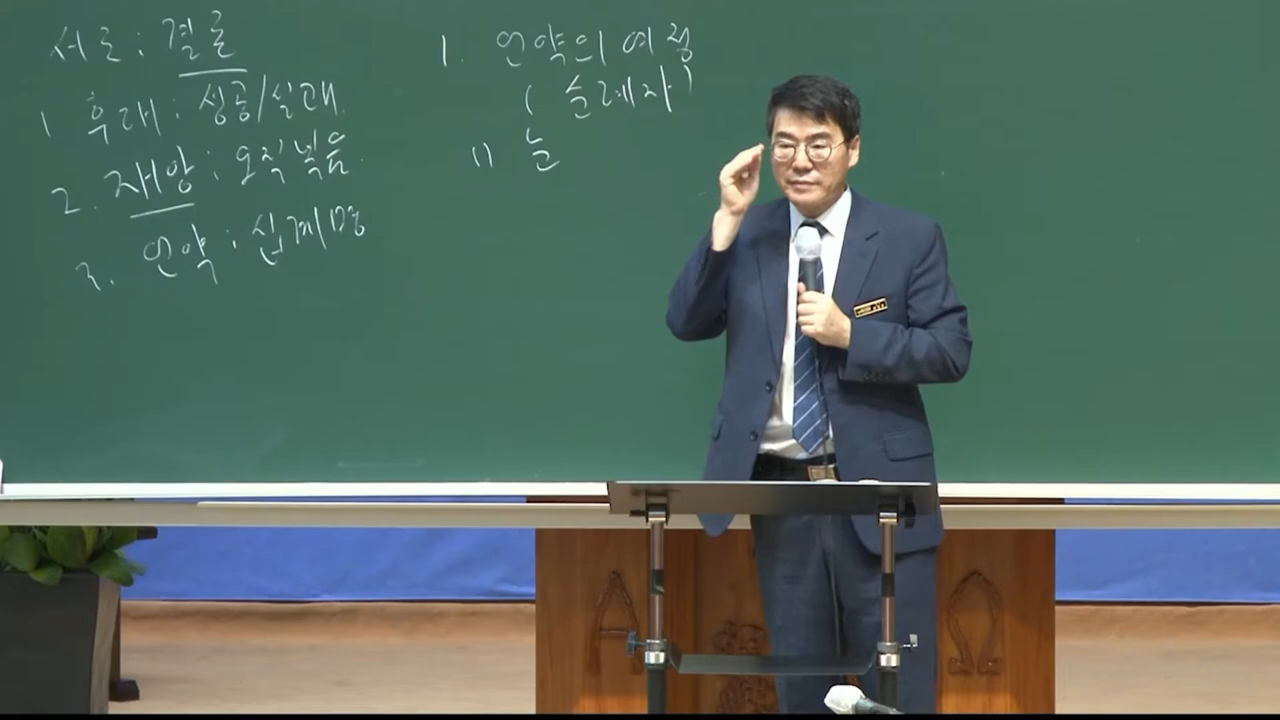 서론 : 결론
1 후대 : 성공/실패
2. 재앙 : 오직복음
3. 언약 : 십계명
1. 언약의 여정
( 순례자 )
1) 눈
A Ω